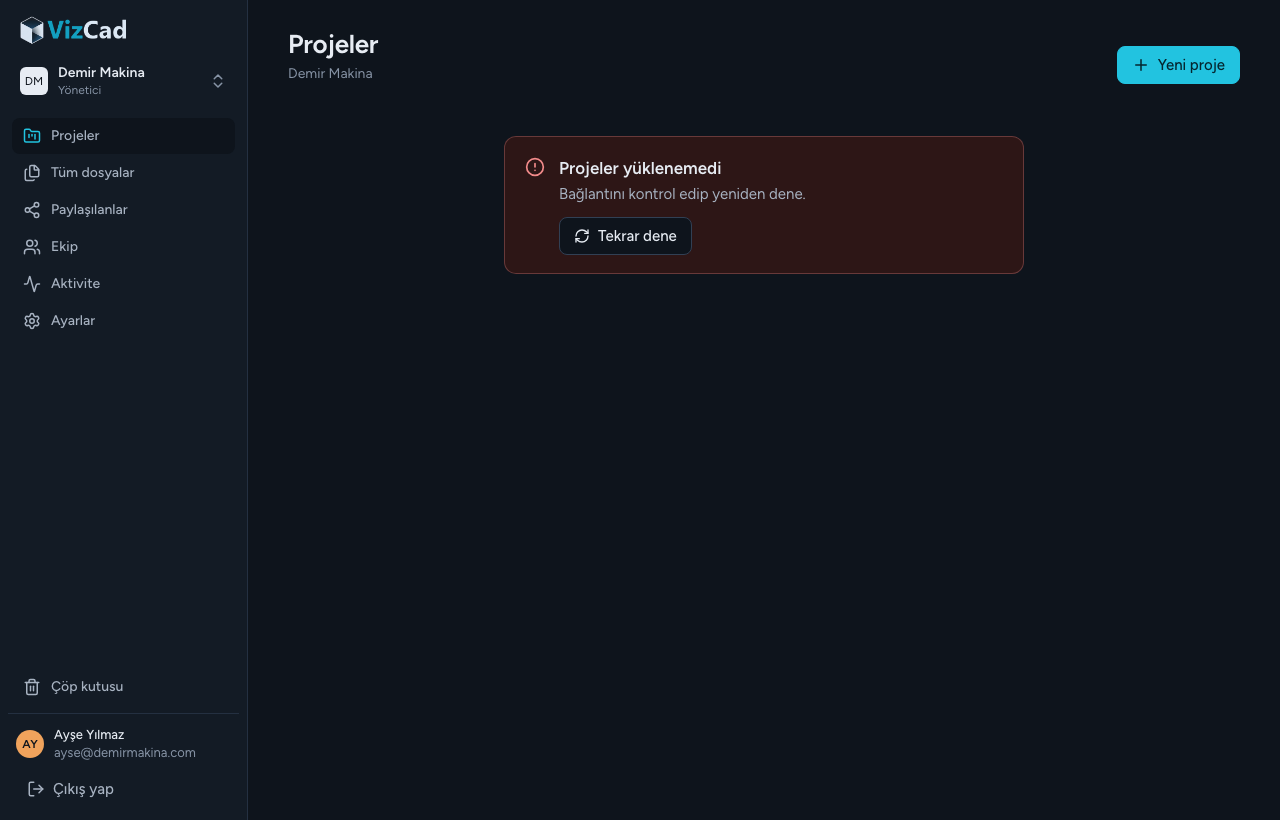 VizCad
DM
Demir Makina
Yönetici
Projeler
Tüm dosyalar
Paylaşılanlar
Ekip
Aktivite
Ayarlar
Çöp kutusu
AY
Ayşe Yılmaz
ayse@demirmakina.com
Çıkış yap
Projeler
Demir Makina
Yeni proje
Projeler yüklenemedi
Bağlantını kontrol edip yeniden dene.
Tekrar dene